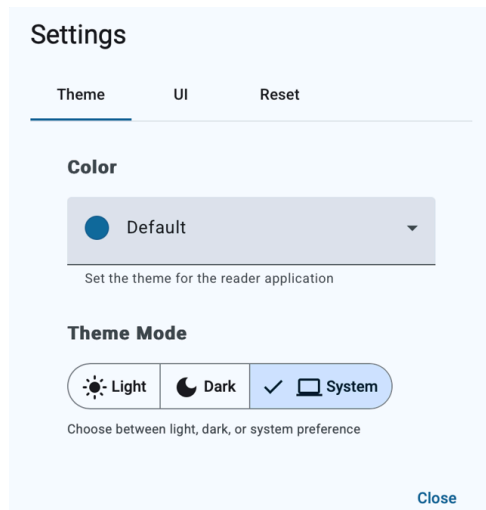 Settings
Theme UI Reset
Color
Default
Set the theme for the reader application
Theme Mode
Light Dark System
Choose between light, dark, or system preference
Close